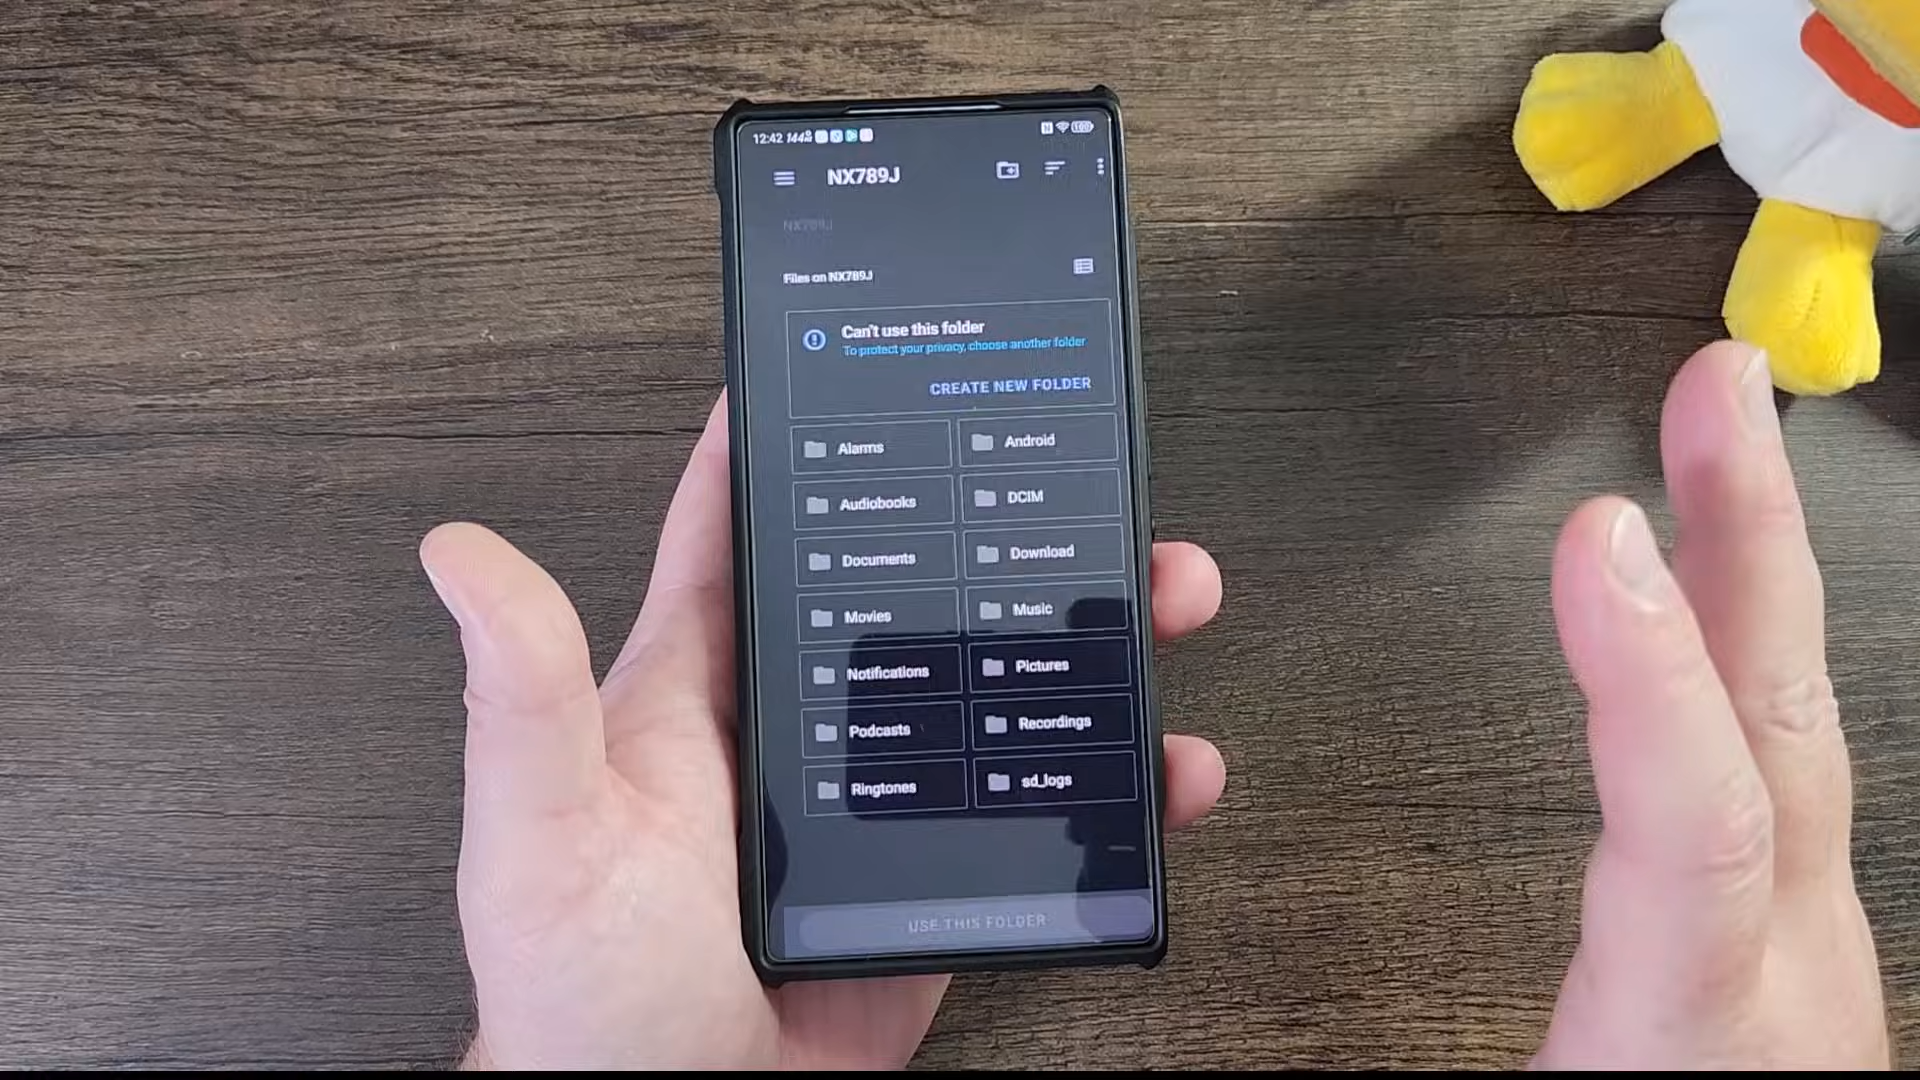 12:42 144
NX789J
NX789J
Files on NX789J
Can't use this folder
To protect your privacy, choose another folder
CREATE NEW FOLDER
Alarms
Android
Audiobooks
DCIM
Documents
Download
Movies
Music
Notifications
Pictures
Podcasts
Recordings
Ringtones
sd_logs
USE THIS FOLDER